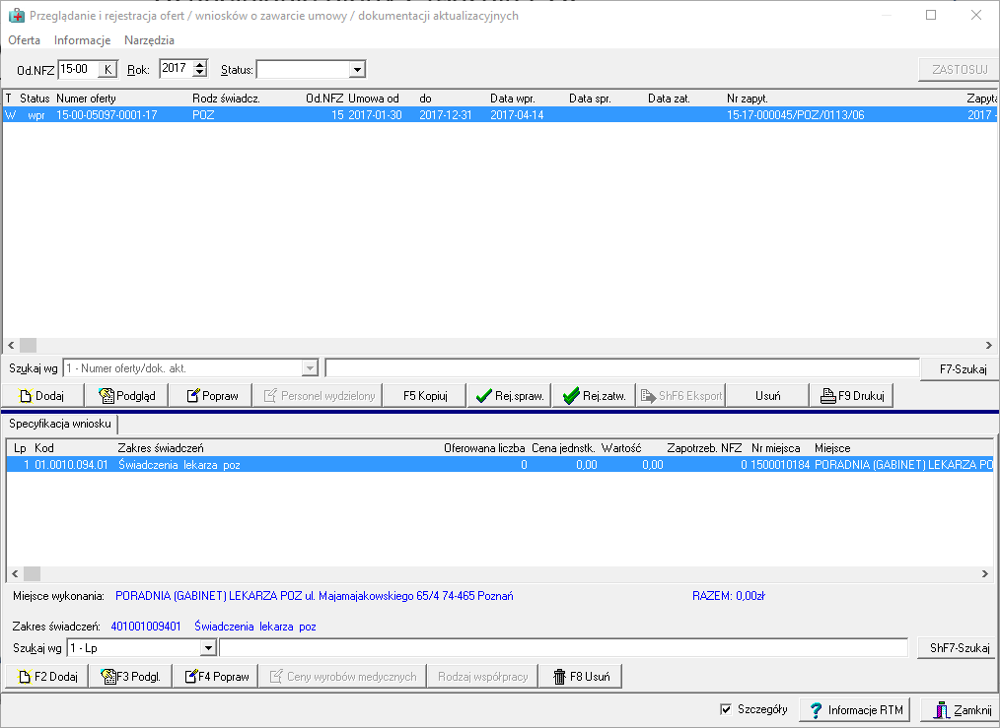 Przeglądanie i rejestracja ofert / wniosków o zawarcie umowy / dokumentacji aktualizacyjnych
Oferta Informacje Narzędzia
Od.NFZ 15-00 K Rok: 2017 Status: ZASTOSUJ
T Status Numer oferty Rodz świadcz. Od.NFZ Umowa od do Data wpr. Data spr. Data zat. Nr zapyt. Zapyta
W wpr 15-00-05097-0001-17 POZ 15 2017-01-30 2017-12-31 2017-04-14 15-17-000045/POZ/0113/06 2017 -
Szukaj wg 1 - Numer oferty/dok. akt. F7-Szukaj
Dodaj Podgląd Popraw Personel wydzielony F5 Kopiuj Rej.spraw. Rej.zatw. ShF6 Eksport Usuń F9 Drukuj
Specyfikacja wniosku
Lp Kod Zakres świadczeń Oferowana liczba Cena jednstk. Wartość Zapotrzeb. NFZ Nr miejsca Miejsce
1 01.0010.094.01 Świadczenia lekarza poz 0 0,00 0,00 0 1500010184 PORADNIA (GABINET) LEKARZA PO
Miejsce wykonania: PORADNIA (GABINET) LEKARZA POZ ul. Majamajakowskiego 65/4 74-465 Poznań RAZEM: 0,00zł
Zakres świadczeń: 401001009401 Świadczenia lekarza poz
Szukaj wg 1 - Lp ShF7-Szukaj
F2 Dodaj F3 Podgl. F4 Popraw Ceny wyrobów medycznych Rodzaj współpracy F8 Usuń
Szczegóły Informacje RTM Zamknij